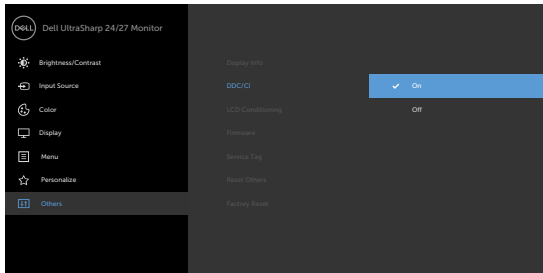 DELL Dell UltraSharp 24/27 Monitor
Brightness/Contrast
Display Info
Input Source
DDC/CI
On
Color
LCD Conditioning
Off
Display
Firmware
Menu
Service Tag
Personalize
Reset Others
Others
Factory Reset